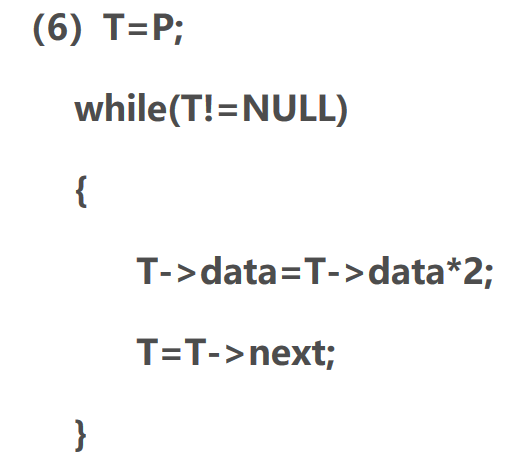 (6) T=P;
while(T!=NULL)
{
T->data=T->data*2;
T=T->next;
}